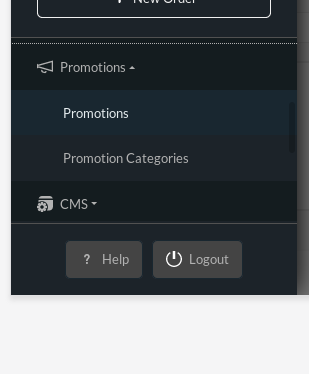 New Order
Promotions
Promotions
Promotion Categories
CMS
? Help
Logout